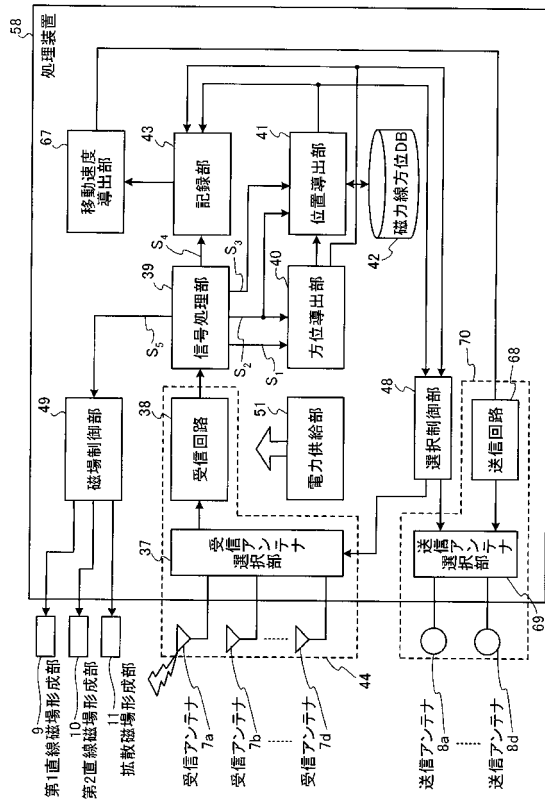 58
処理装置
67
移動速度
導出部
43
記録部
41
位置導出部
磁力線方位DB
42
S4
S3
39
信号処理部
40
方位導出部
S5
S2
S1
49
磁場制御部
38
受信回路
51
電力供給部
48
選択制御部
70
68
送信回路
37
受信アンテナ
選択部
送信アンテナ
選択部
69
44
9
第1直線磁場形成部
10
第2直線磁場形成部
11
拡散磁場形成部
受信アンテナ
7a
受信アンテナ
7b
受信アンテナ
7d
送信アンテナ
8a
送信アンテナ
8d